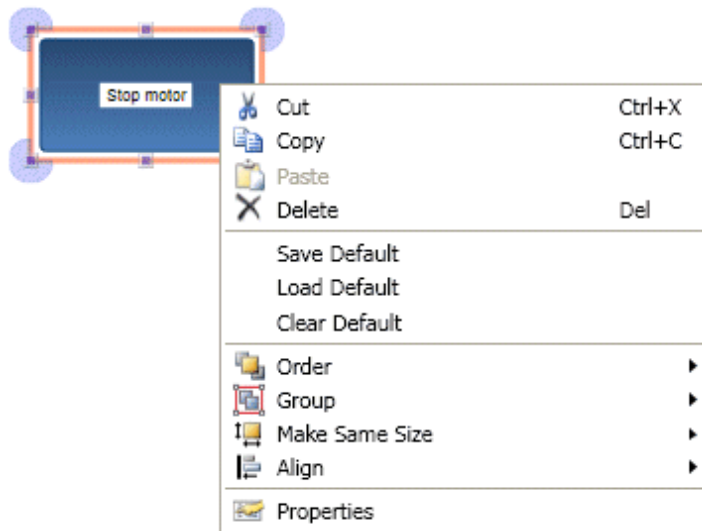 Stop motor
Cut Ctrl+X
Copy Ctrl+C
Paste
Delete Del
Save Default
Load Default
Clear Default
Order
Group
Make Same Size
Align
Properties